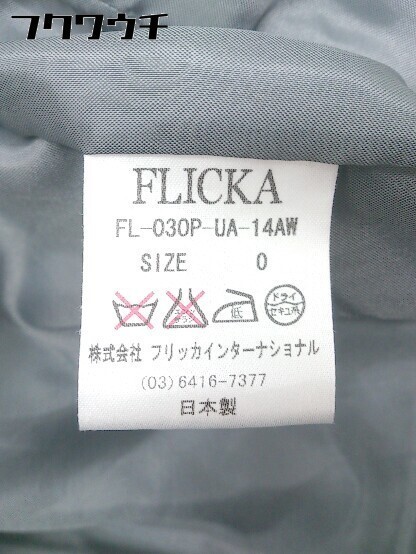 フクワウチ
FLICKA
FL-030P-UA-14AW
SIZE 0
低
ドライ
セキユ系
株式会社 フリッカインターナショナル
(03)6416-7377
日本製